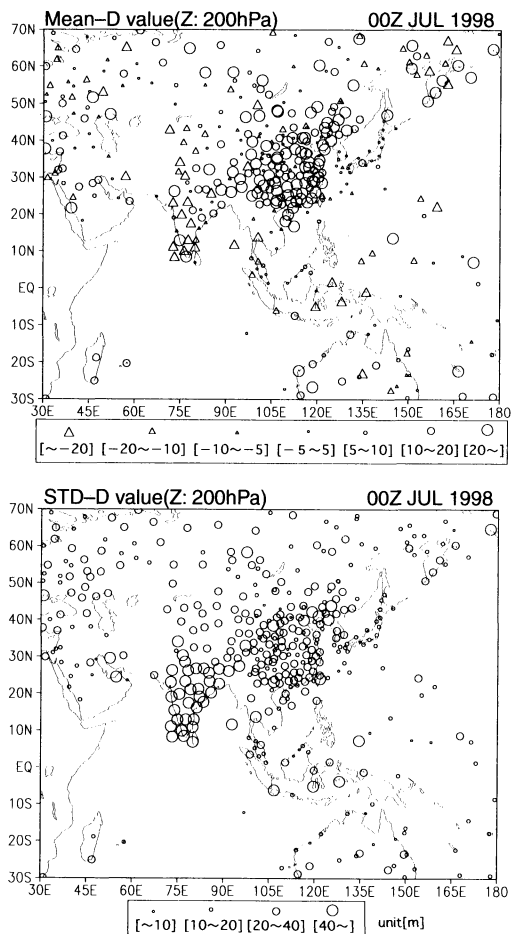 Mean-D value(Z: 200hPa) 00Z JUL 1998
70N
60N
50N
40N
30N
20N
10N
EQ
10S
20S
30S
30E 45E 60E 75E 90E 105E 120E 135E 150E 165E 180
[~-20] [-20~-10] [-10~-5] [-5~5] [5~10] [10~20] [20~]
STD-D value(Z: 200hPa) 00Z JUL 1998
70N
60N
50N
40N
30N
20N
10N
EQ
10S
20S
30S
30E 45E 60E 75E 90E 105E 120E 135E 150E 165E 180
[~10] [10~20] [20~40] [40~] unit[m]